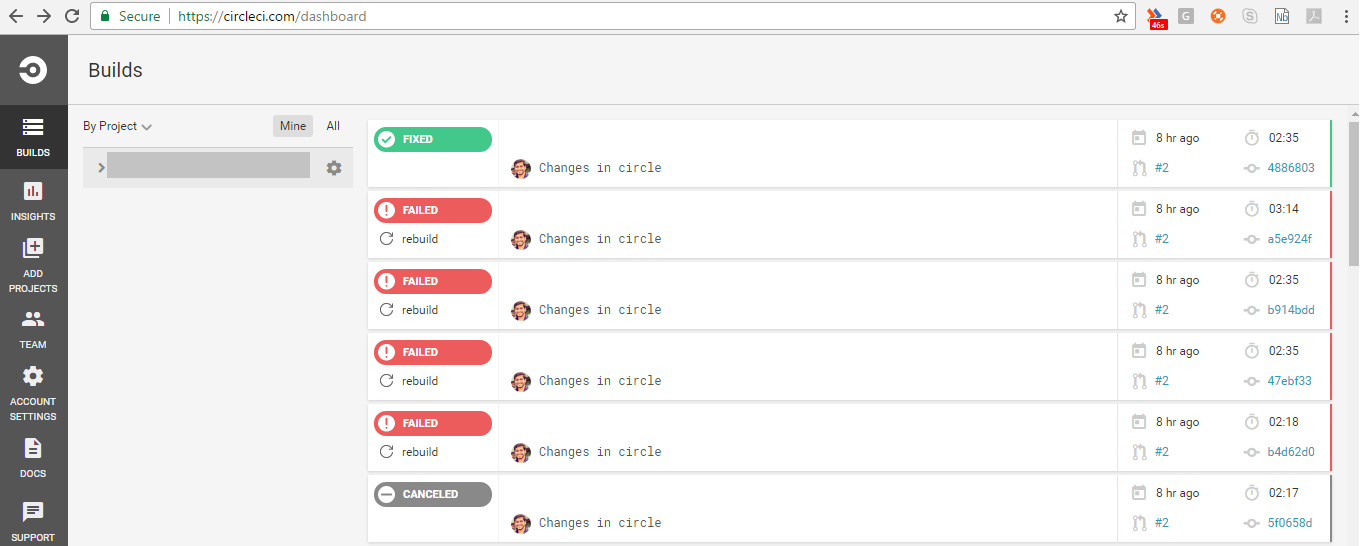 Secure https://circleci.com/dashboard
46s
G
S
Nb
Builds
BUILDS
INSIGHTS
ADD
PROJECTS
TEAM
ACCOUNT
SETTINGS
DOCS
SUPPORT
By Project Mine All
FIXED 8 hr ago 02:35
Changes in circle #2 4886803
FAILED 8 hr ago 03:14
rebuild Changes in circle #2 a5e924f
FAILED 8 hr ago 02:35
rebuild Changes in circle #2 b914bdd
FAILED 8 hr ago 02:35
rebuild Changes in circle #2 47ebf33
FAILED 8 hr ago 02:18
rebuild Changes in circle #2 b4d62d0
CANCELED 8 hr ago 02:17
Changes in circle #2 5f0658d